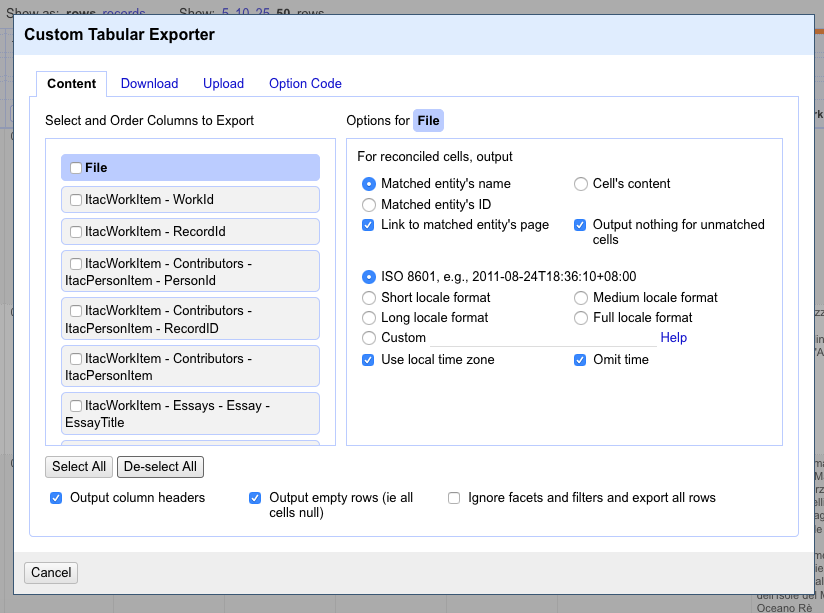 Show as: rows records Show: 5 10 25 50 rows
Custom Tabular Exporter
Content Download Upload Option Code
Select and Order Columns to Export
File
ItacWorkItem - WorkId
ItacWorkItem - RecordId
ItacWorkItem - Contributors -
ItacPersonItem - PersonId
ItacWorkItem - Contributors -
ItacPersonItem - RecordID
ItacWorkItem - Contributors -
ItacPersonItem
ItacWorkItem - Essays - Essay -
EssayTitle
Select All De-select All
Options for File
For reconciled cells, output
Matched entity's name Cell's content
Matched entity's ID
Link to matched entity's page Output nothing for unmatched
cells
ISO 8601, e.g., 2011-08-24T18:36:10+08:00
Short locale format Medium locale format
Long locale format Full locale format
Custom Help
Use local time zone Omit time
Output column headers Output empty rows (ie all
cells null) Ignore facets and filters and export all rows
Cancel
dell'Isole del M
Oceano Rè